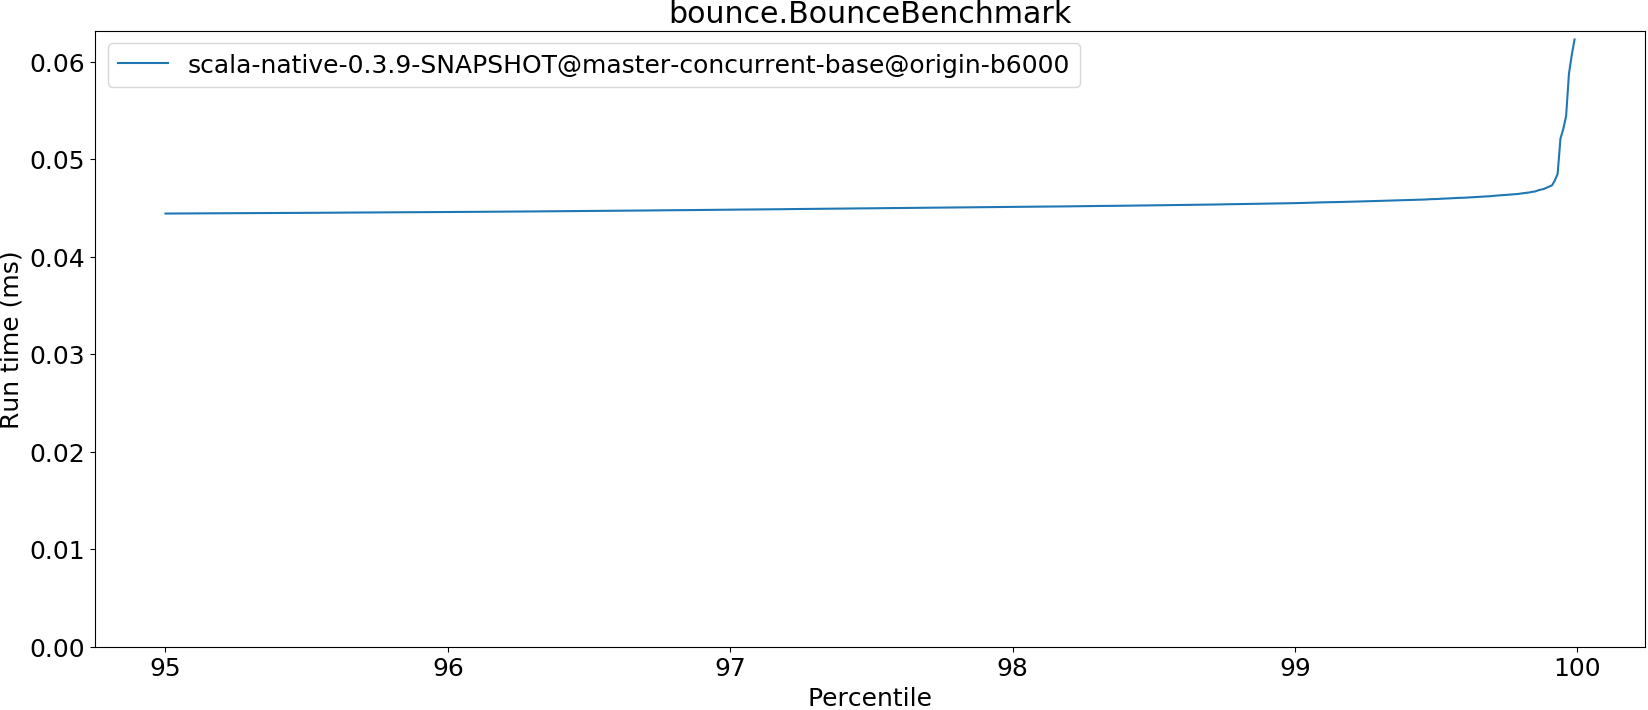 bounce.BounceBenchmark
scala-native-0.3.9-SNAPSHOT@master-concurrent-base@origin-b6000
0.06
0.05
0.04
0.03
0.02
0.01
0.00
Run time (ms)
95 96 97 98 99 100
Percentile